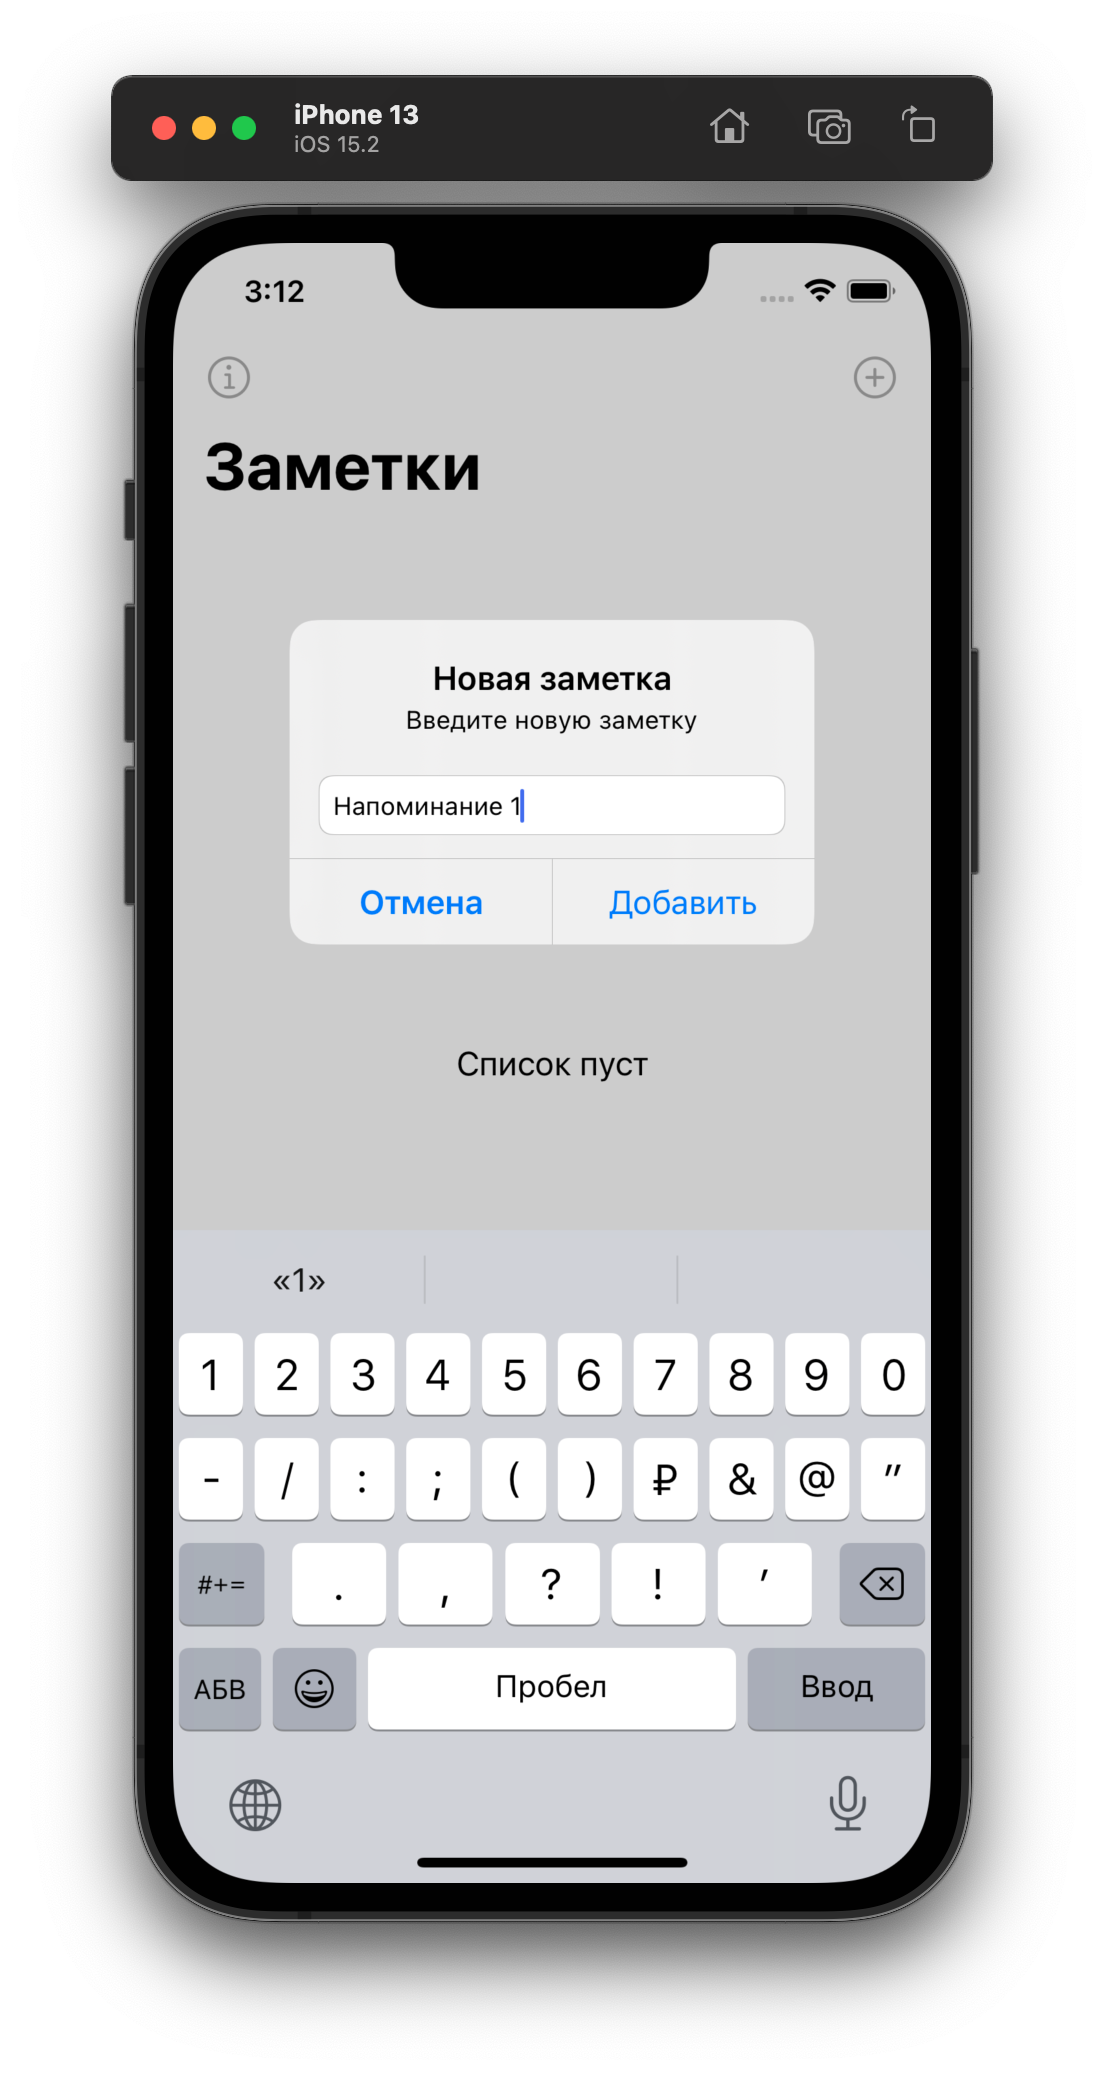 iPhone 13
iOS 15.2
3:12
Заметки
Новая заметка
Введите новую заметку
Напоминание 1
Отмена Добавить
Список пуст
«1»
1 2 3 4 5 6 7 8 9 0
- / : ; ( ) ₽ & @ "
#+= . , ? ! '
АБВ Пробел Ввод